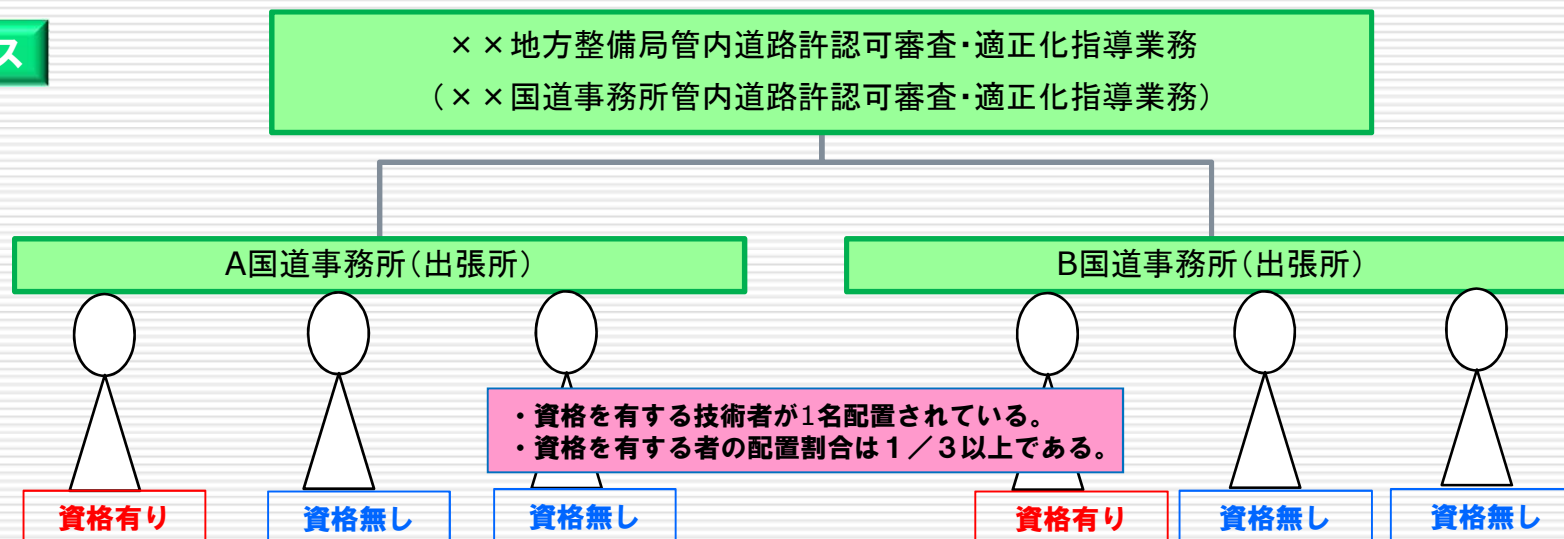 ス
××地方整備局管内道路許認可審査・適正化指導業務
(××国道事務所管内道路許認可審査・適正化指導業務)
A国道事務所(出張所)
B国道事務所(出張所)
・資格を有する技術者が1名配置されている。
・資格を有する者の配置割合は1/3以上である。
資格有り
資格無し
資格無し
資格有り
資格無し
資格無し